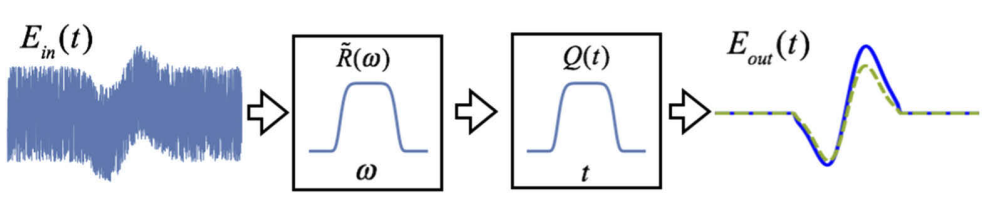 E_in(t)
R̃(ω)
ω
Q(t)
t
E_out(t)